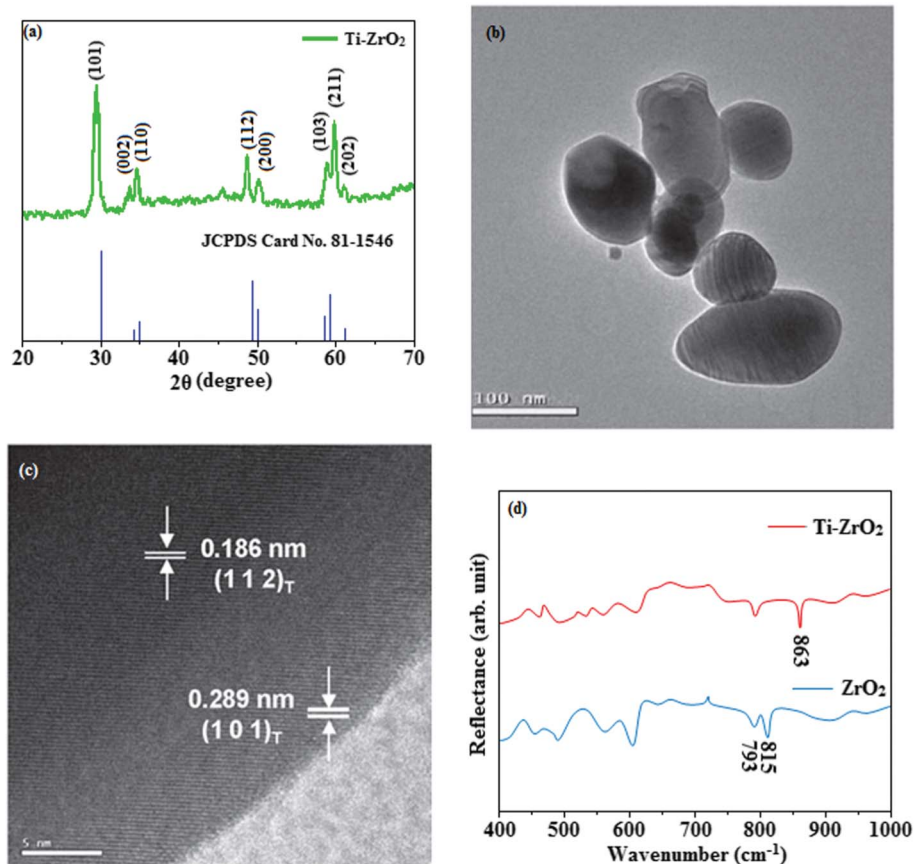 (a)
Ti-ZrO₂
(101)
(002)
(110)
(112)
(200)
(103)
(211)
(202)
JCPDS Card No. 81-1546
20 30 40 50 60 70
2θ (degree)
(b)
100 nm
(c)
0.186 nm
(1 1 2)T
0.289 nm
(1 0 1)T
5 nm
(d)
Ti-ZrO₂
863
ZrO₂
793
815
Reflectance (arb. unit)
400 500 600 700 800 900 1000
Wavenumber (cm⁻¹)